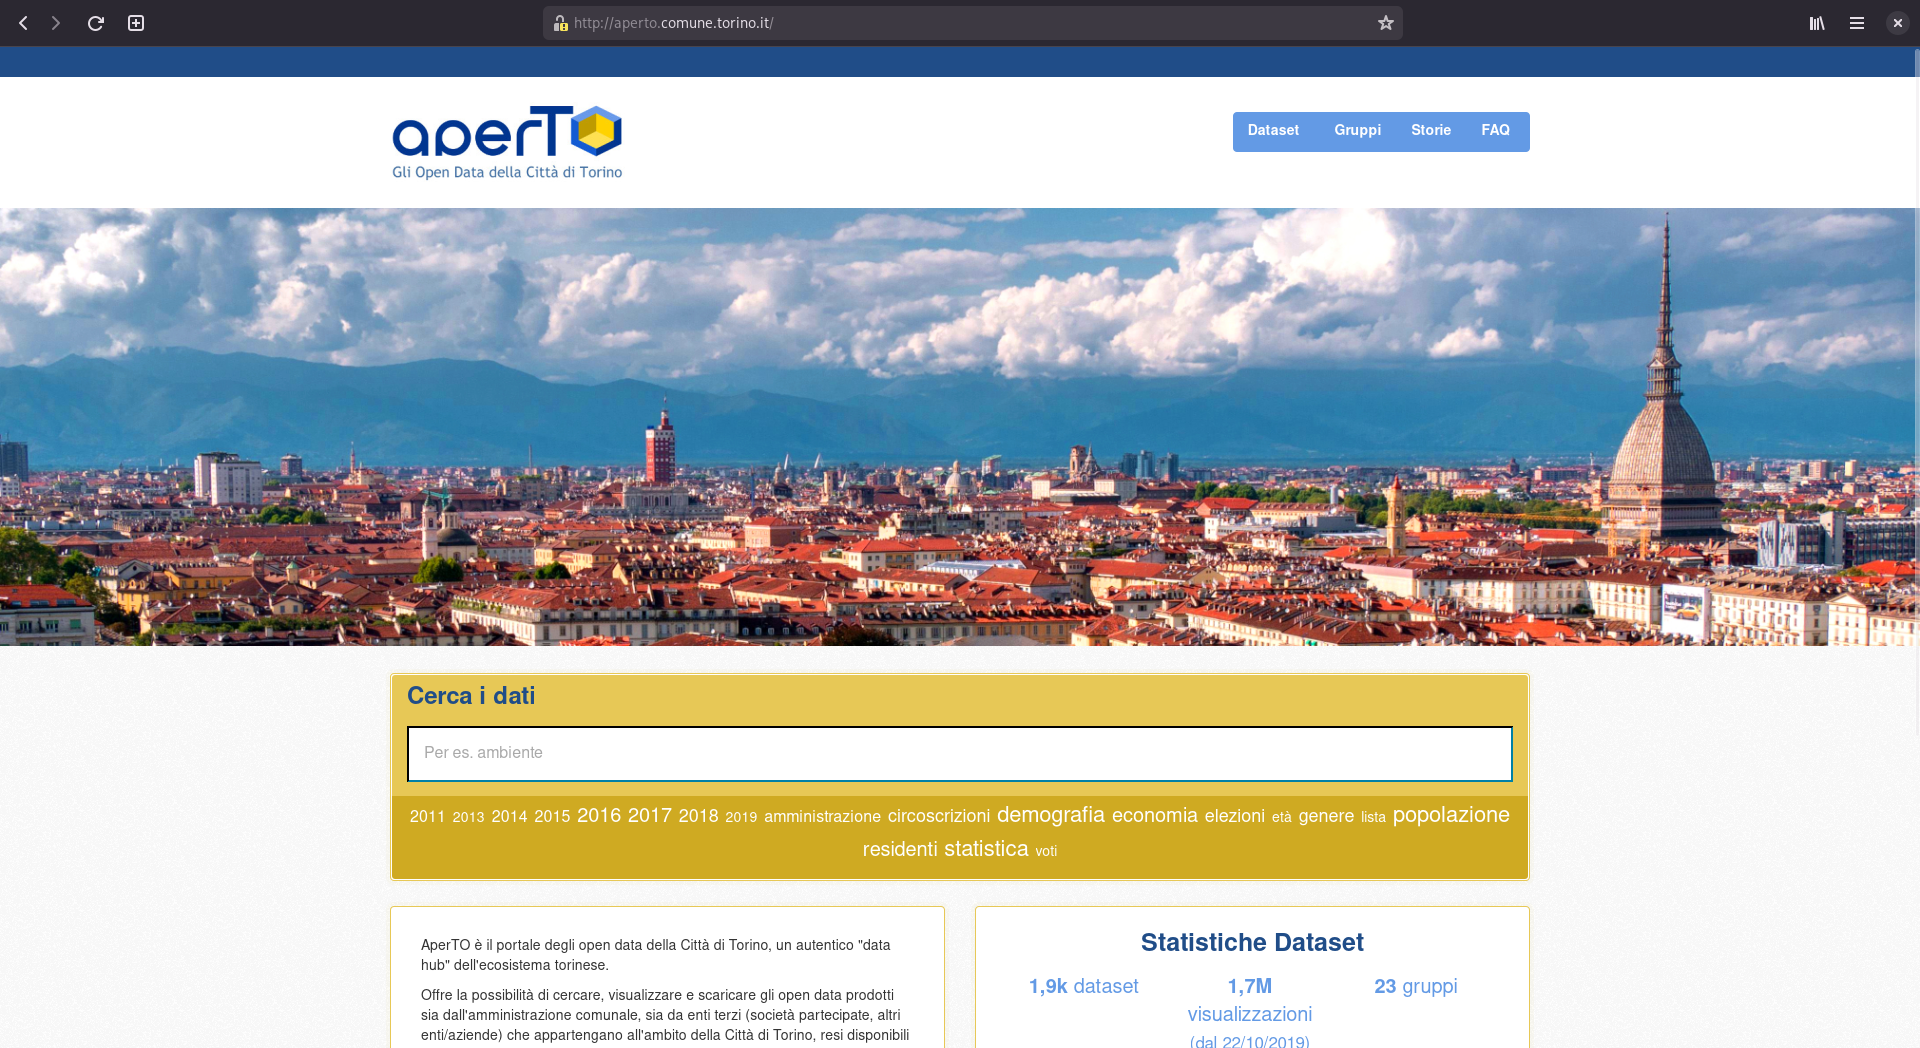 http://aperto.comune.torino.it/
aperTO
Gli Open Data della Città di Torino
Dataset Gruppi Storie FAQ
Cerca i dati
Per es. ambiente
2011 2013 2014 2015 2016 2017 2018 2019 amministrazione circoscrizioni demografia economia elezioni età genere lista popolazione
residenti statistica voti
AperTO è il portale degli open data della Città di Torino, un autentico "data
hub" dell'ecosistema torinese.
Offre la possibilità di cercare, visualizzare e scaricare gli open data prodotti
sia dall'amministrazione comunale, sia da enti terzi (società partecipate, altri
enti/aziende) che appartengano all'ambito della Città di Torino, resi disponibili
Statistiche Dataset
1,9k dataset 1,7M 23 gruppi
visualizzazioni
(dal 22/10/2019)